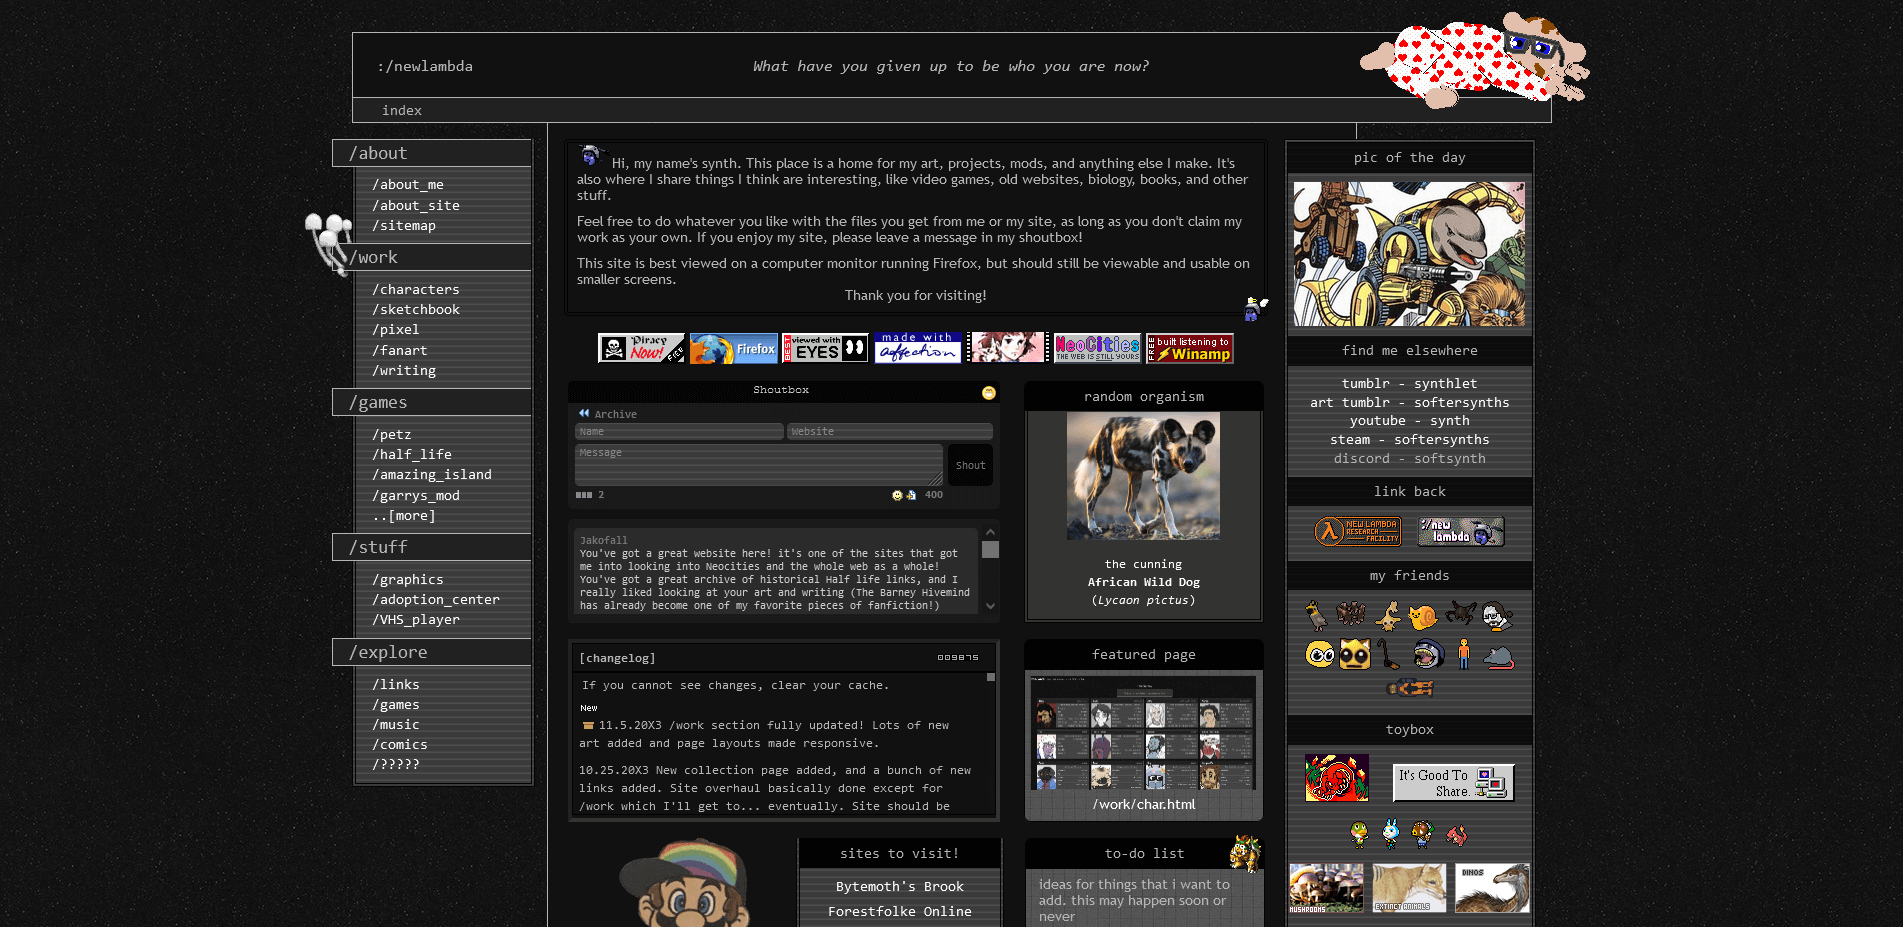 :/newlambda
What have you given up to be who you are now?
index
/about
/about_me
/about_site
/sitemap
/work
/characters
/sketchbook
/pixel
/fanart
/writing
/games
/petz
/half_life
/amazing_island
/garrys_mod
..[more]
/stuff
/graphics
/adoption_center
/VHS_player
/explore
/links
/games
/music
/comics
/?????
Hi, my name's synth. This place is a home for my art, projects, mods, and anything else I make. It's
also where I share things I think are interesting, like video games, old websites, biology, books, and other
stuff.
Feel free to do whatever you like with the files you get from me or my site, as long as you don't claim my
work as your own. If you enjoy my site, please leave a message in my shoutbox!
This site is best viewed on a computer monitor running Firefox, but should still be viewable and usable on
smaller screens.
Thank you for visiting!
Piracy
Now!
Free
Firefox
BEST
viewed with
EYES
made with
affection
NeoCities
THE WEB IS STILL YOURS
FREE
built listening to
Winamp
Shoutbox
Archive
Name
Website
Message
Shout
2
400
Jakofall
You've got a great website here! it's one of the sites that got
me into looking into Neocities and the whole web as a whole!
You've got a great archive of historical Half life links, and I
really liked looking at your art and writing (The Barney Hivemind
has already become one of my favorite pieces of fanfiction!)
[changelog]
009875
If you cannot see changes, clear your cache.
New
11.5.20X3 /work section fully updated! Lots of new
art added and page layouts made responsive.
10.25.20X3 New collection page added, and a bunch of new
links added. Site overhaul basically done except for
/work which I'll get to... eventually. Site should be
sites to visit!
Bytemoth's Brook
Forestfolke Online
random organism
the cunning
African Wild Dog
(Lycaon pictus)
featured page
/work/char.html
to-do list
ideas for things that i want to
add. this may happen soon or
never
pic of the day
find me elsewhere
tumblr - synthlet
art tumblr - softersynths
youtube - synth
steam - softersynths
discord - softsynth
link back
NEW LAMBDA
RESEARCH
FACILITY
:/new
lambda
my friends
toybox
It's Good To
Share.
MUSHROOMS
EXTINCT ANIMALS
DINOS